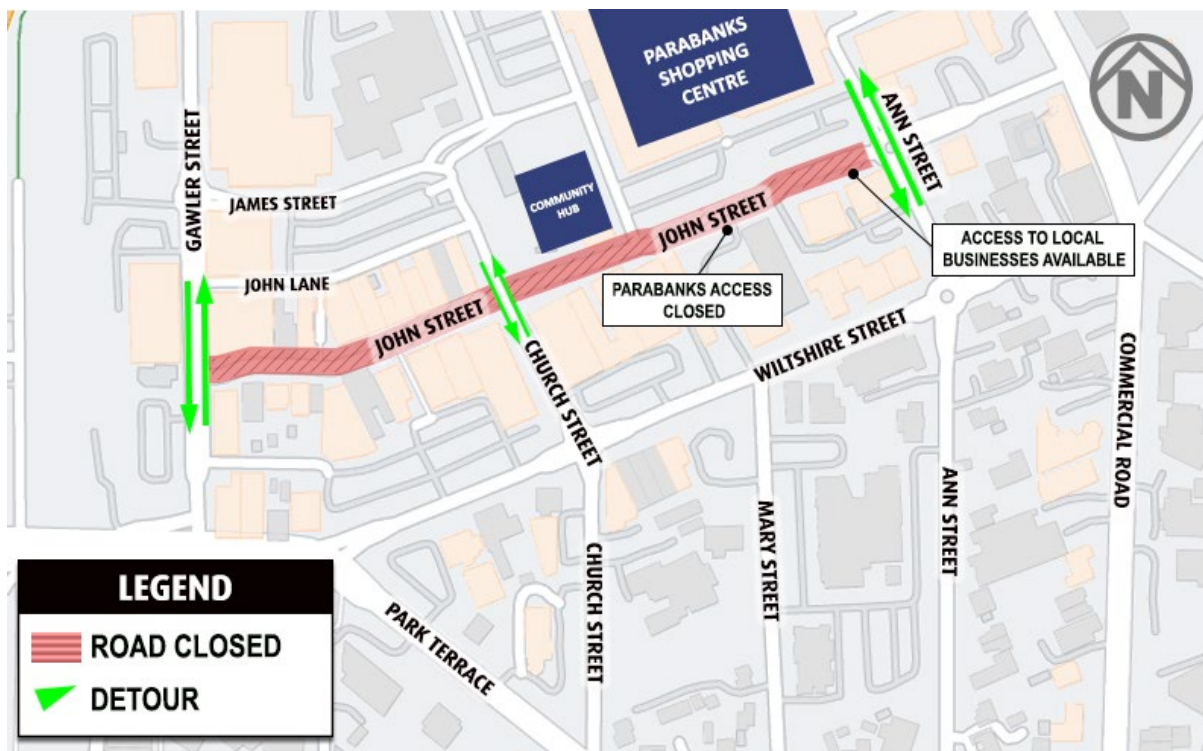 PARABANKS
SHOPPING
CENTRE
N
ANN STREET
GAWLER STREET
JAMES STREET
COMMUNITY
HUB
JOHN STREET
ACCESS TO LOCAL
BUSINESSES AVAILABLE
JOHN LANE
PARABANKS ACCESS
CLOSED
JOHN STREET
CHURCH STREET
WILTSHIRE STREET
COMMERCIAL ROAD
MARY STREET
ANN STREET
CHURCH STREET
PARK TERRACE
LEGEND
ROAD CLOSED
DETOUR